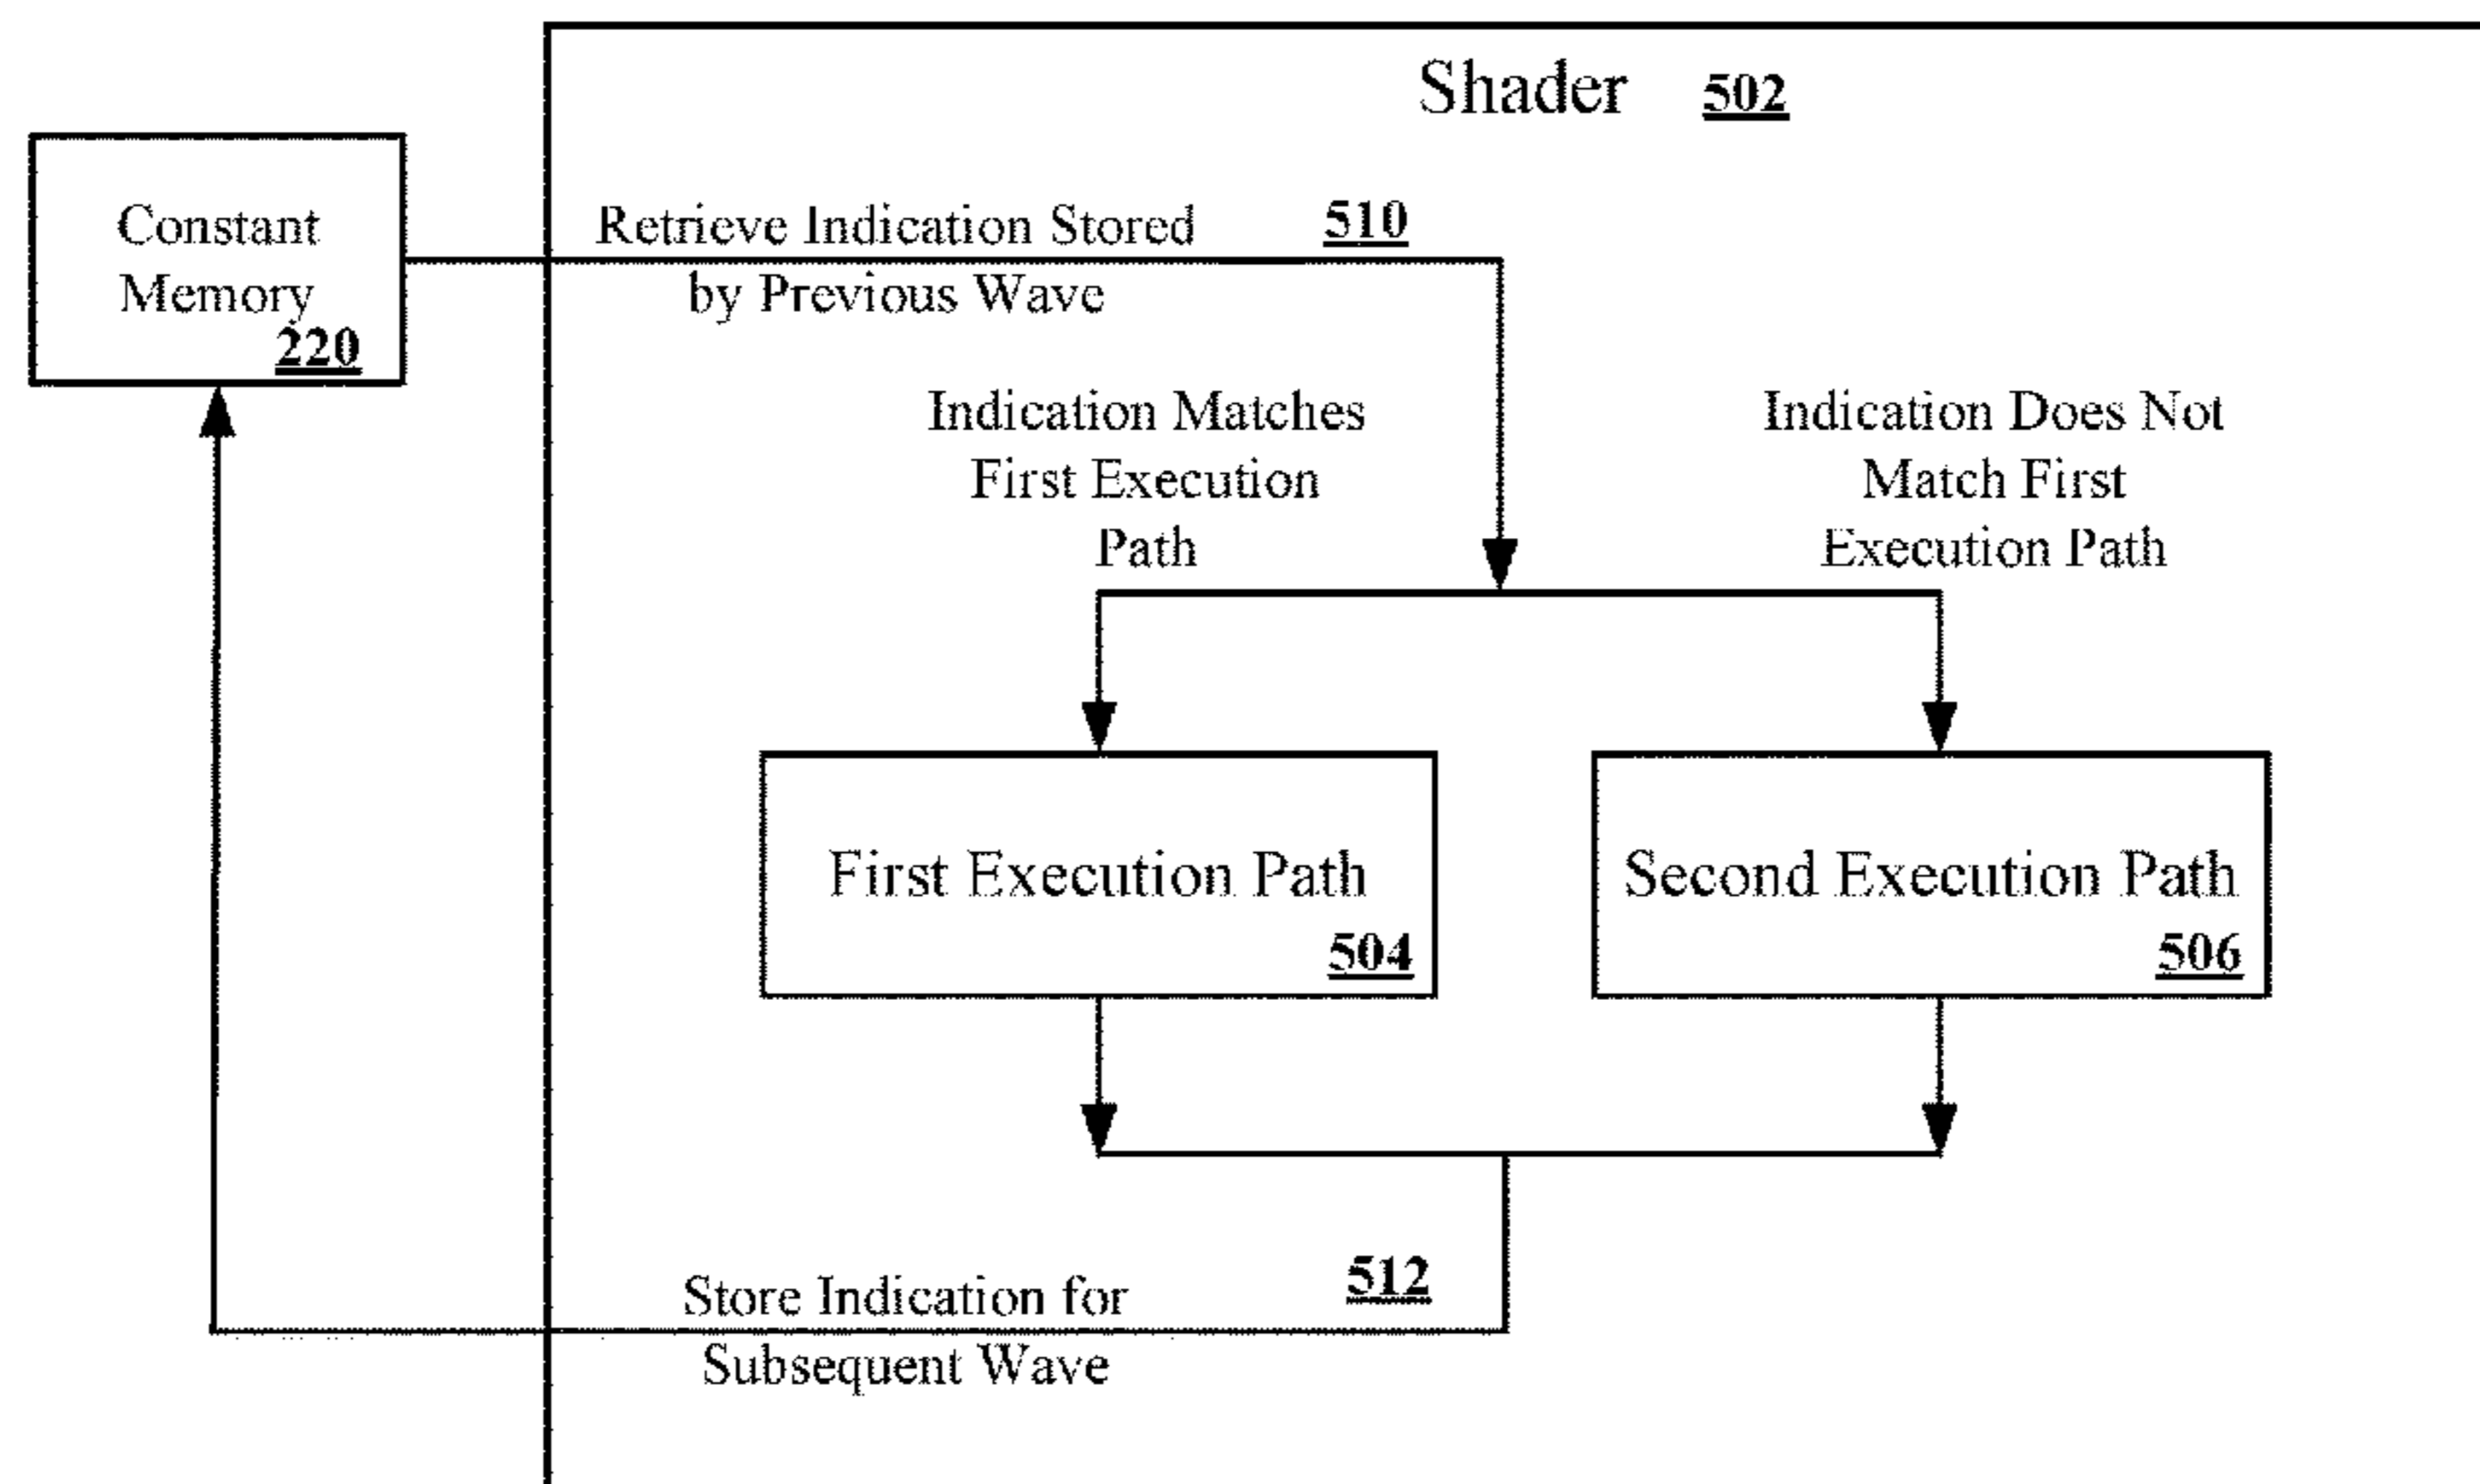 Shader 502
Constant
Memory
220
Retrieve Indication Stored 510
by Previous Wave
Indication Matches
First Execution
Path
Indication Does Not
Match First
Execution Path
First Execution Path
504
Second Execution Path
506
Store Indication for 512
Subsequent Wave